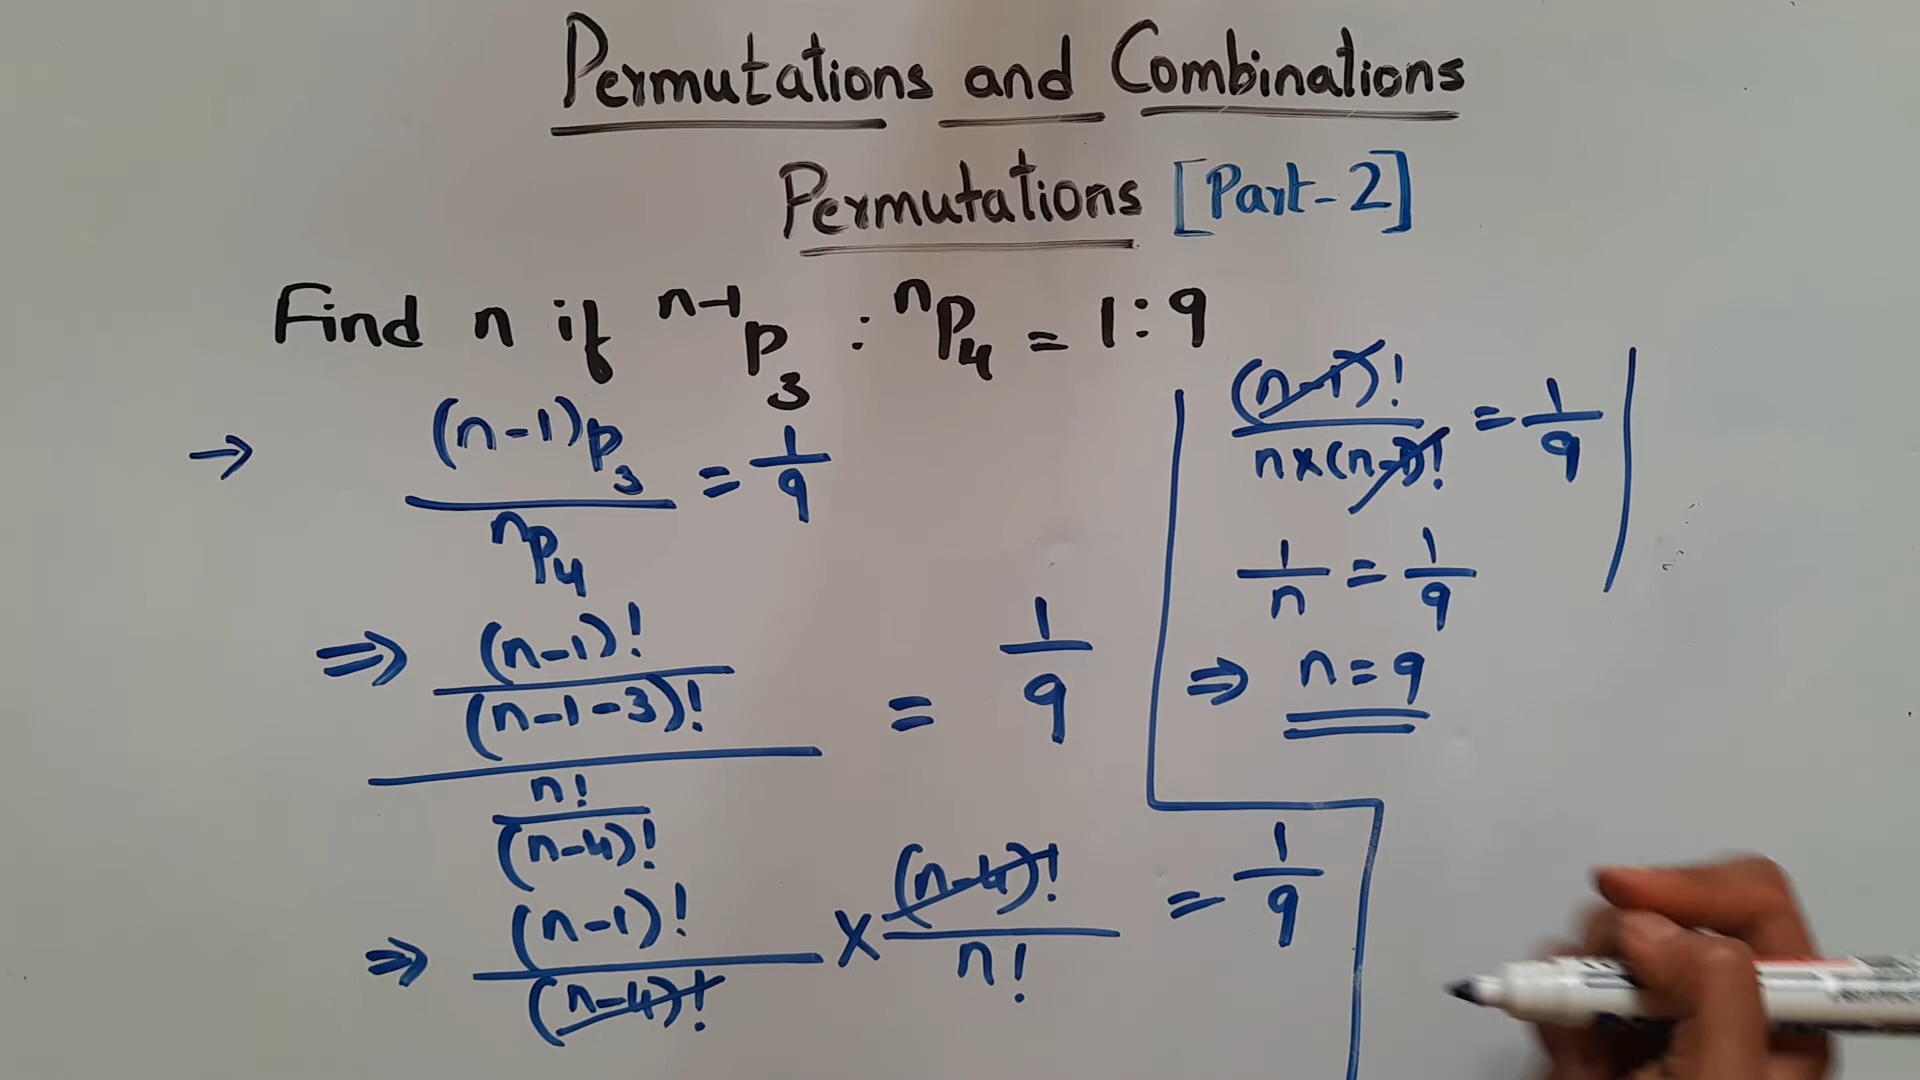 Permutations and Combinations
Permutations [Part-2]
Find n if ⁿ⁻¹P₃ : ⁿP₄ = 1:9
→ (n-1)P₃ / ⁿP₄ = 1/9
⇒ (n-1)! / (n-1-3)! / n! / (n-4)! = 1/9
⇒ (n-1)! / (n-4)! × (n-4)! / n! = 1/9
(n-1)! / n×(n-1)! = 1/9
1/n = 1/9
⇒ n=9